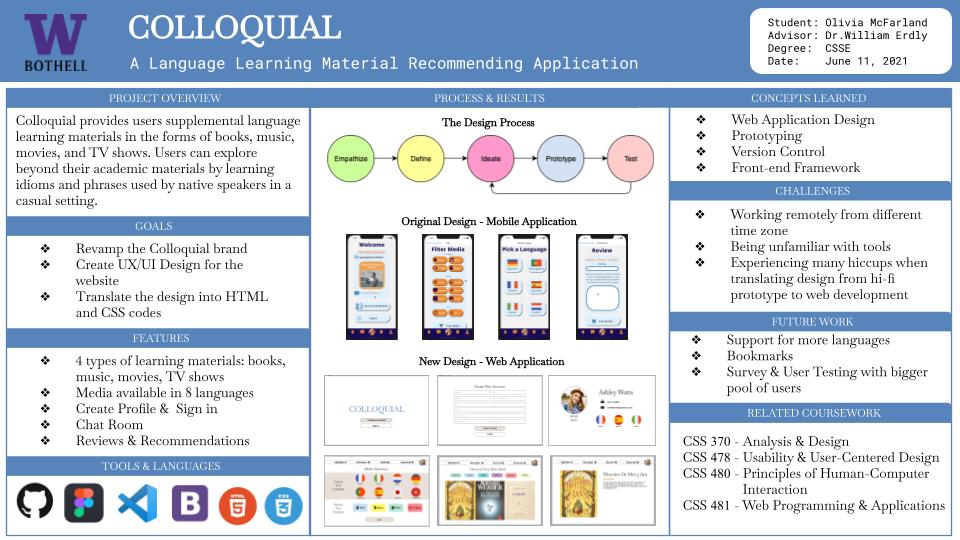 W
BOTHELL
COLLOQUIAL
A Language Learning Material Recommending Application
Student: Olivia McFarland
Advisor: Dr.William Erdly
Degree: CSSE
Date: June 11, 2021
PROJECT OVERVIEW
Colloquial provides users supplemental language
learning materials in the forms of books, music,
movies, and TV shows. Users can explore
beyond their academic materials by learning
idioms and phrases used by native speakers in a
casual setting.
GOALS
❖ Revamp the Colloquial brand
❖ Create UX/UI Design for the
website
❖ Translate the design into HTML
and CSS codes
FEATURES
❖ 4 types of learning materials: books,
music, movies, TV shows
❖ Media available in 8 languages
❖ Create Profile & Sign in
❖ Chat Room
❖ Reviews & Recommendations
TOOLS & LANGUAGES
B
HTML
5
CSS
3
PROCESS & RESULTS
The Design Process
Empathize
Define
Ideate
Prototype
Test
Original Design - Mobile Application
Welcome
Filter Media
Pick a Language
Review
New Design - Web Application
COLLOQUIAL
Ashley Watts
CONCEPTS LEARNED
❖ Web Application Design
❖ Prototyping
❖ Version Control
❖ Front-end Framework
CHALLENGES
❖ Working remotely from different
time zone
❖ Being unfamiliar with tools
❖ Experiencing many hiccups when
translating design from hi-fi
prototype to web development
FUTURE WORK
❖ Support for more languages
❖ Bookmarks
❖ Survey & User Testing with bigger
pool of users
RELATED COURSEWORK
CSS 370 - Analysis & Design
CSS 478 - Usability & User-Centered Design
CSS 480 - Principles of Human-Computer
Interaction
CSS 481 - Web Programming & Applications